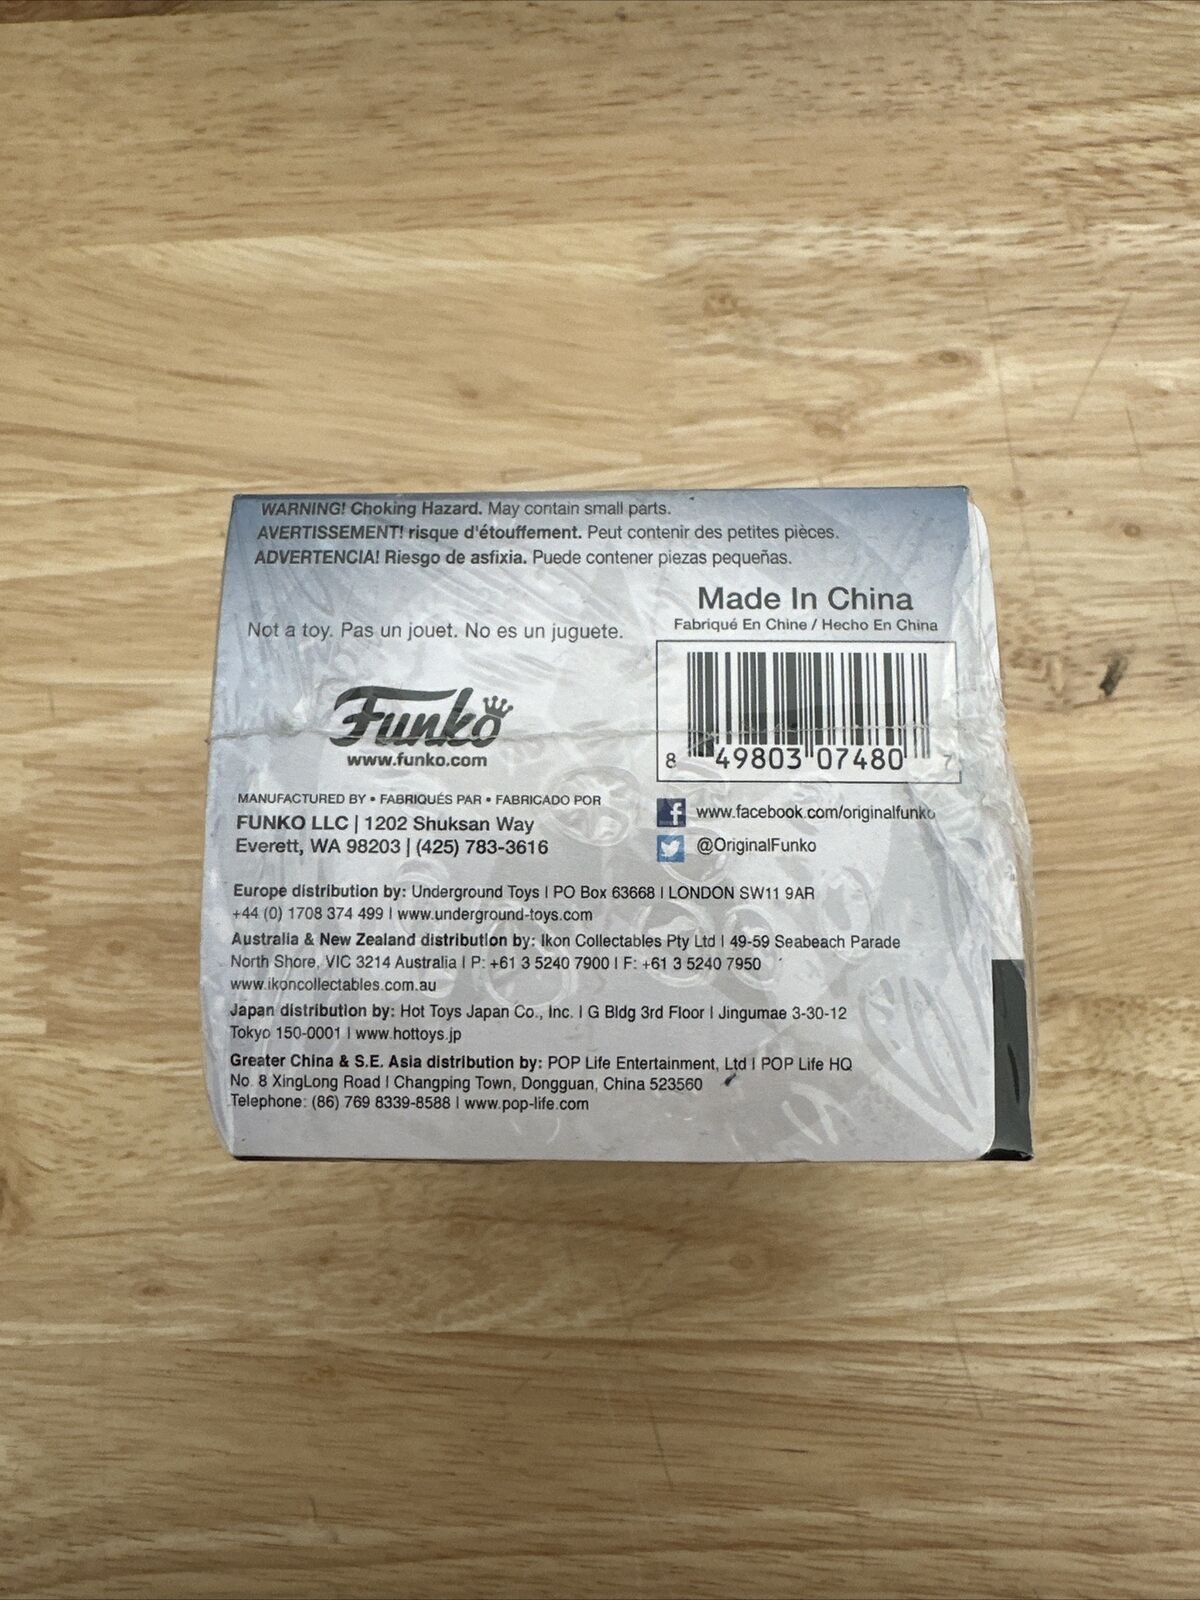 WARNING! Choking Hazard. May contain small parts.
AVERTISSEMENT! risque d'étouffement. Peut contenir des petites pièces.
ADVERTENCIA! Riesgo de asfixia. Puede contener piezas pequeñas.
Made In China
Fabriqué En Chine / Hecho En China
Not a toy. Pas un jouet. No es un juguete.
Funko
www.funko.com
8 49803 07480 7
MANUFACTURED BY • FABRIQUÉS PAR • FABRICADO POR
FUNKO LLC | 1202 Shuksan Way
Everett, WA 98203 | (425) 783-3616
f www.facebook.com/originalfunko
facebook
@OriginalFunko
Europe distribution by: Underground Toys | PO Box 63668 | LONDON SW11 9AR
+44 (0) 1708 374 499 | www.underground-toys.com
Australia & New Zealand distribution by: Ikon Collectables Pty Ltd | 49-59 Seabeach Parade
North Shore, VIC 3214 Australia | P: +61 3 5240 7900 | F: +61 3 5240 7950
www.ikoncollectables.com.au
Japan distribution by: Hot Toys Japan Co., Inc. | G Bldg 3rd Floor | Jingumae 3-30-12
Tokyo 150-0001 | www.hottoys.jp
Greater China & S.E. Asia distribution by: POP Life Entertainment, Ltd | POP Life HQ
No. 8 XingLong Road | Changping Town, Dongguan, China 523560
Telephone: (86) 769 8339-8588 | www.pop-life.com